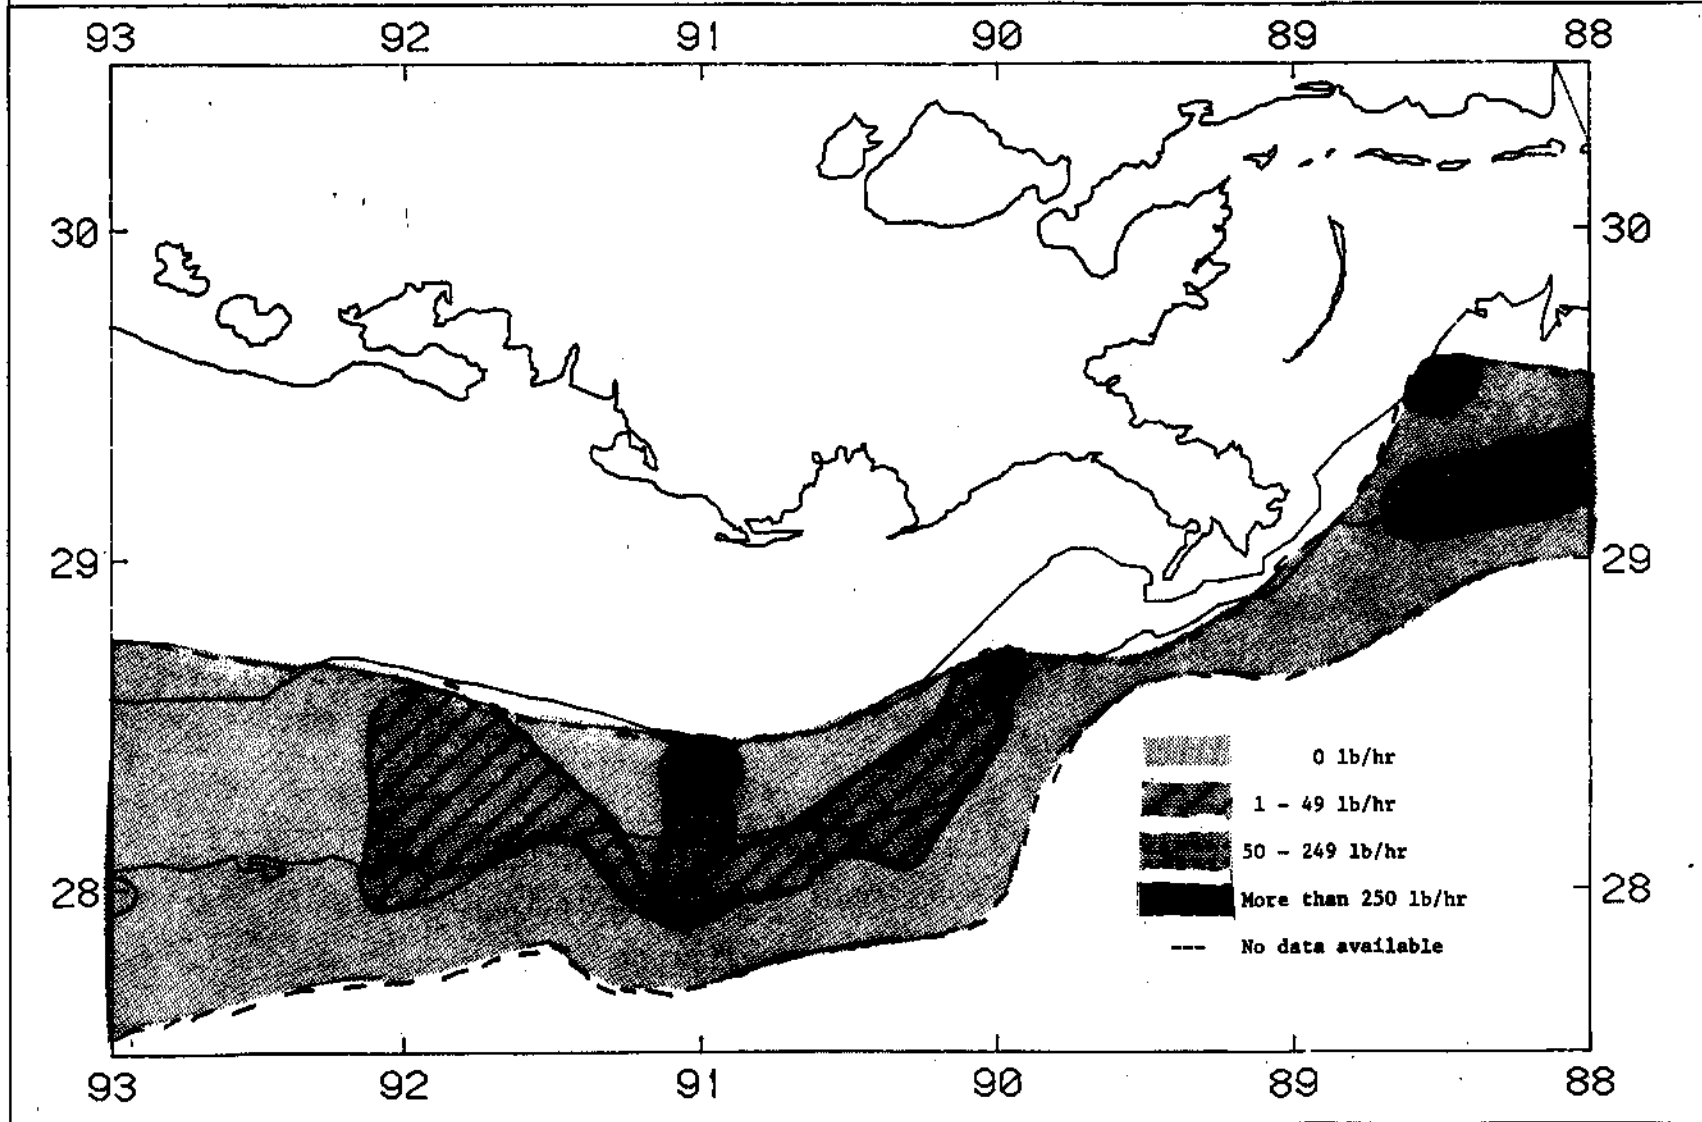 93 92 91 90 89 88
30 30
29 29
0 lb/hr
1 - 49 lb/hr
50 - 249 lb/hr
28 More than 250 lb/hr 28
--- No data available
93 92 91 90 89 88